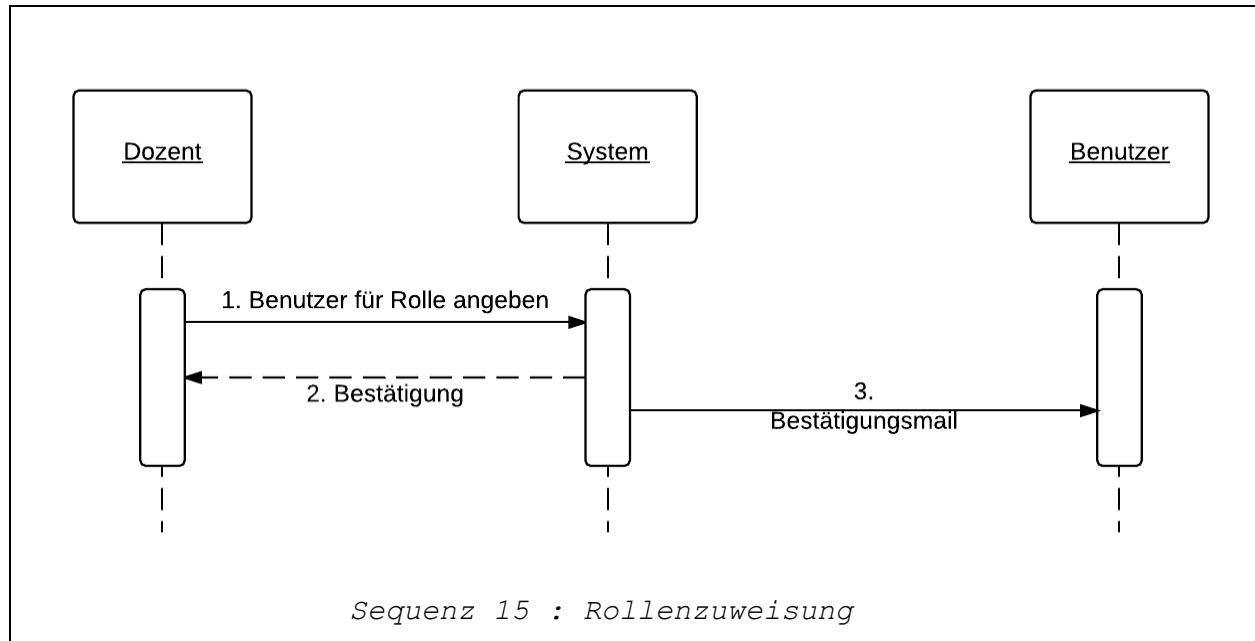 Dozent
System
Benutzer
1. Benutzer für Rolle angeben
2. Bestätigung
3.
Bestätigungsmail
Sequenz 15 : Rollenzuweisung